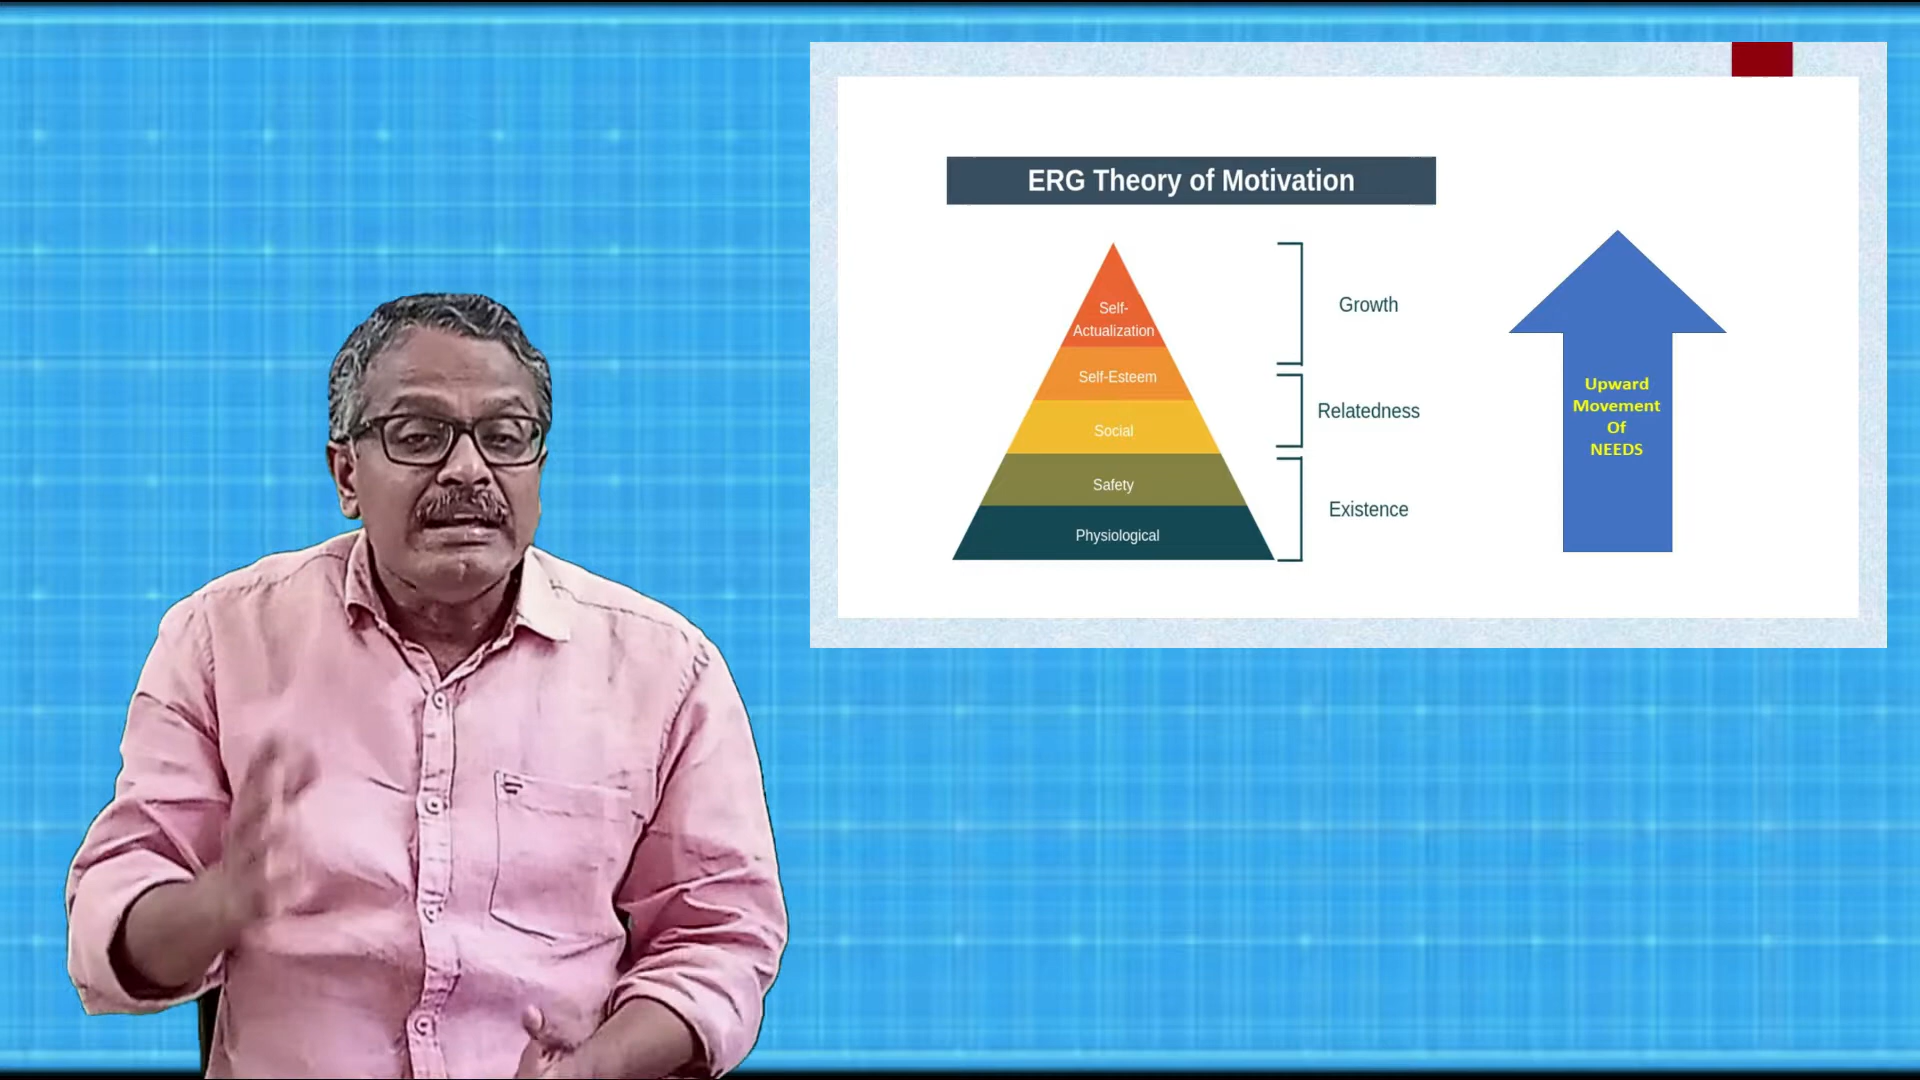 ERG Theory of Motivation
Self-
Actualization
Self-Esteem
Social
Safety
Physiological
Growth
Relatedness
Existence
Upward
Movement
Of
NEEDS